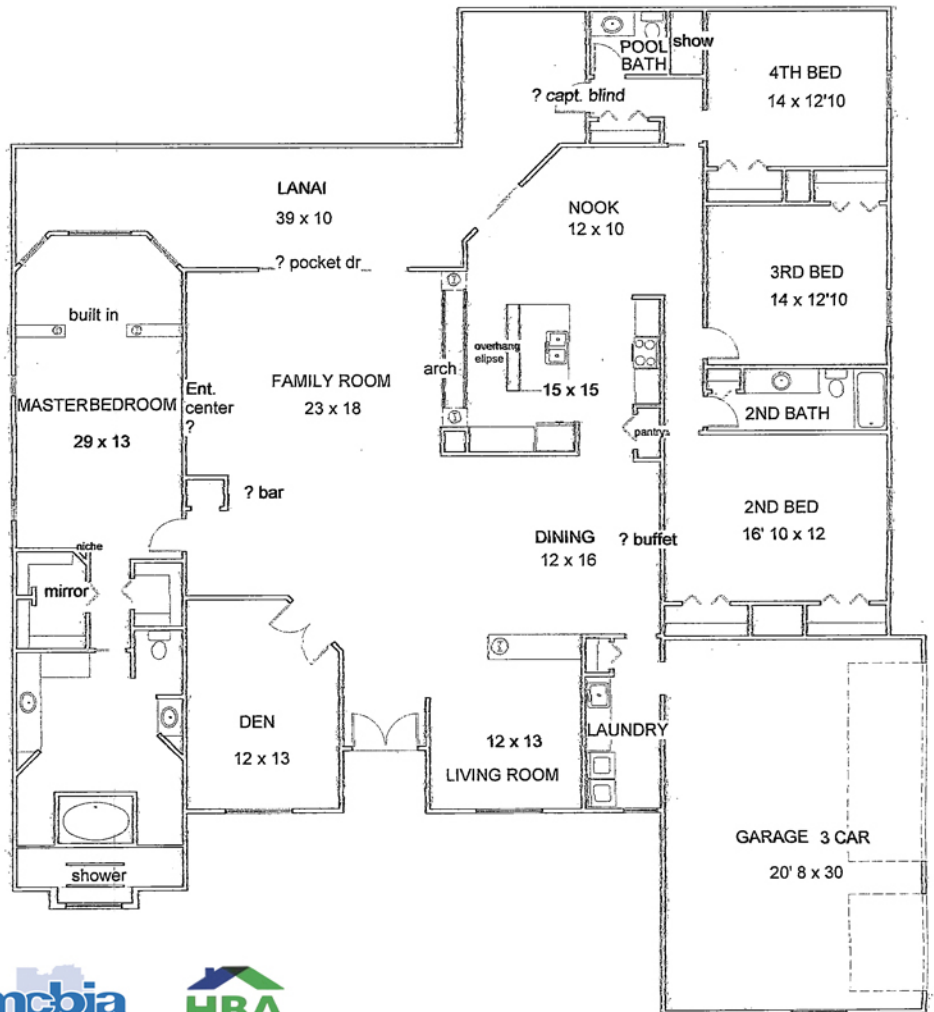 POOL
BATH
show
4TH BED
14 x 12'10
? capt. blind
LANAI
39 x 10
NOOK
12 x 10
? pocket dr
3RD BED
14 x 12'10
built in
overhang
elipse
arch
15 x 15
FAMILY ROOM
23 x 18
Ent.
center
?
MASTERBEDROOM
29 x 13
2ND BATH
pantry
? bar
2ND BED
16' 10 x 12
DINING
12 x 16
? buffet
niche
mirror
DEN
12 x 13
12 x 13
LIVING ROOM
LAUNDRY
GARAGE 3 CAR
20' 8 x 30
shower
mcbia
HBA